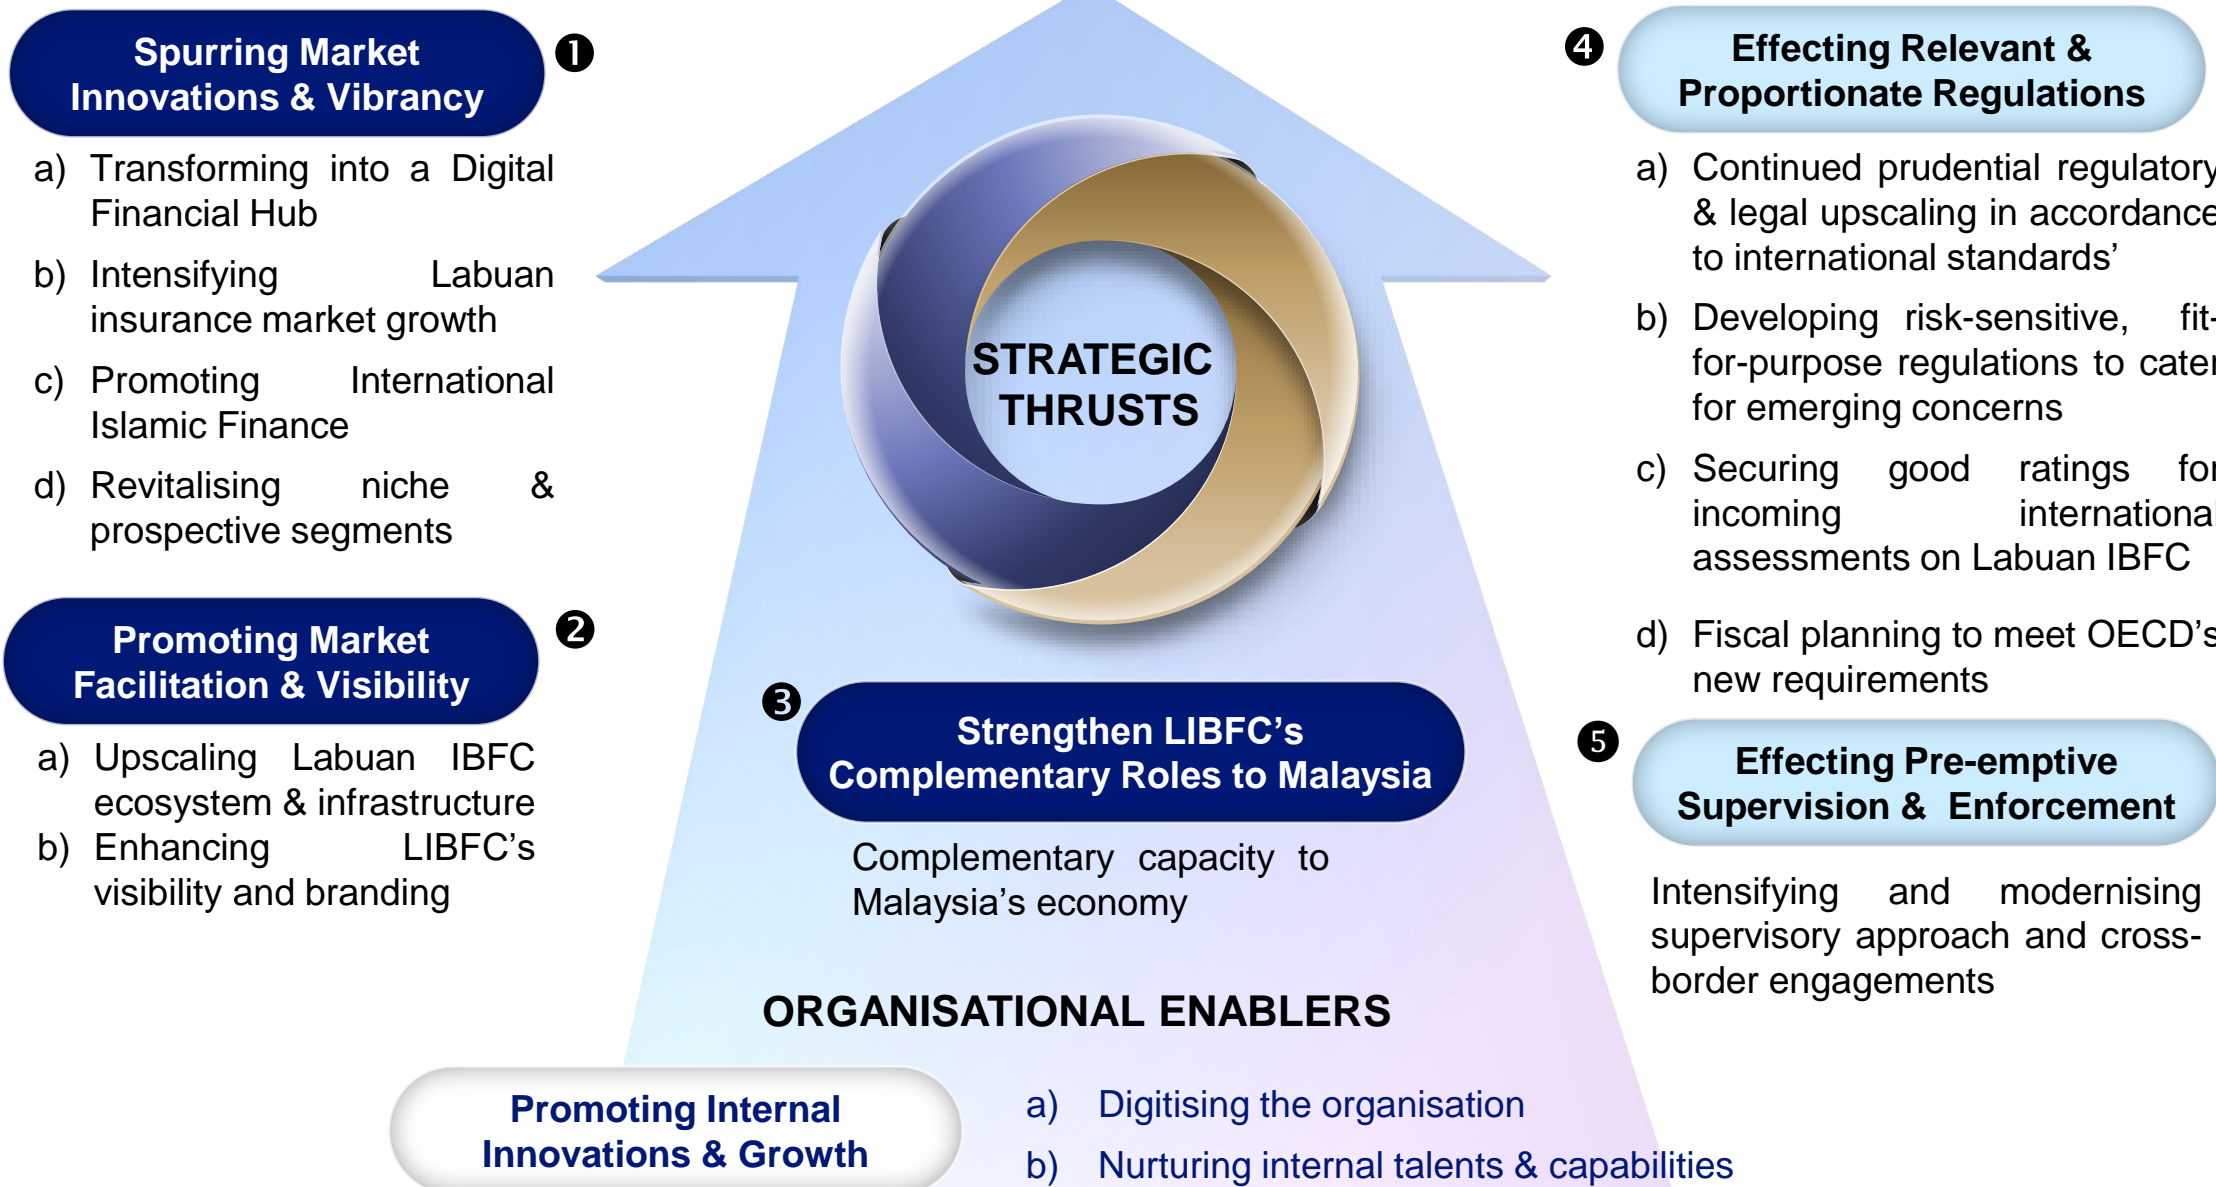 Spurring Market
Innovations & Vibrancy
❶
a) Transforming into a Digital
Financial Hub
b) Intensifying Labuan
insurance market growth
c) Promoting International
Islamic Finance
d) Revitalising niche &
prospective segments
Promoting Market
Facilitation & Visibility
❷
a) Upscaling Labuan IBFC
ecosystem & infrastructure
b) Enhancing LIBFC’s
visibility and branding
STRATEGIC
THRUSTS
❸
Strengthen LIBFC’s
Complementary Roles to Malaysia
Complementary capacity to
Malaysia’s economy
❹
Effecting Relevant &
Proportionate Regulations
a) Continued prudential regulatory
& legal upscaling in accordance
to international standards’
b) Developing risk-sensitive, fit-
for-purpose regulations to cater
for emerging concerns
c) Securing good ratings for
incoming international
assessments on Labuan IBFC
d) Fiscal planning to meet OECD’s
new requirements
❺
Effecting Pre-emptive
Supervision & Enforcement
Intensifying and modernising
supervisory approach and cross-
border engagements
ORGANISATIONAL ENABLERS
Promoting Internal
Innovations & Growth
a) Digitising the organisation
b) Nurturing internal talents & capabilities